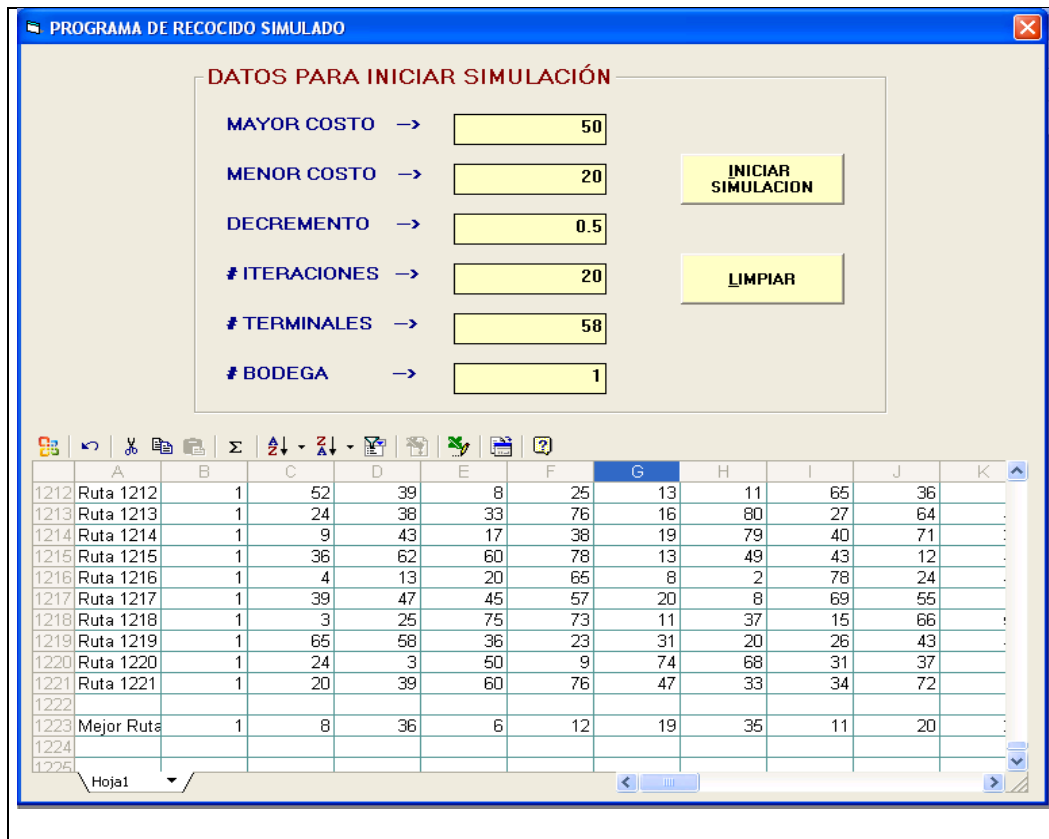 PROGRAMA DE RECOCIDO SIMULADO
DATOS PARA INICIAR SIMULACIÓN
MAYOR COSTO --> 50
MENOR COSTO --> 20
INICIAR
SIMULACION
DECREMENTO --> 0.5
# ITERACIONES --> 20
LIMPIAR
# TERMINALES --> 58
# BODEGA --> 1
A B C D E F G H I J K
1212 Ruta 1212 1 52 39 8 25 13 11 65 36
1213 Ruta 1213 1 24 38 33 76 16 80 27 64
1214 Ruta 1214 1 9 43 17 38 19 79 40 71
1215 Ruta 1215 1 36 62 60 78 13 49 43 12
1216 Ruta 1216 1 4 13 20 65 8 2 78 24
1217 Ruta 1217 1 39 47 45 57 20 8 69 55
1218 Ruta 1218 1 3 25 75 73 11 37 15 66
1219 Ruta 1219 1 65 58 36 23 31 20 26 43
1220 Ruta 1220 1 24 3 50 9 74 68 31 37
1221 Ruta 1221 1 20 39 60 76 47 33 34 72
1222
1223 Mejor Ruta 1 8 36 6 12 19 35 11 20
1224
1225
Hoja1